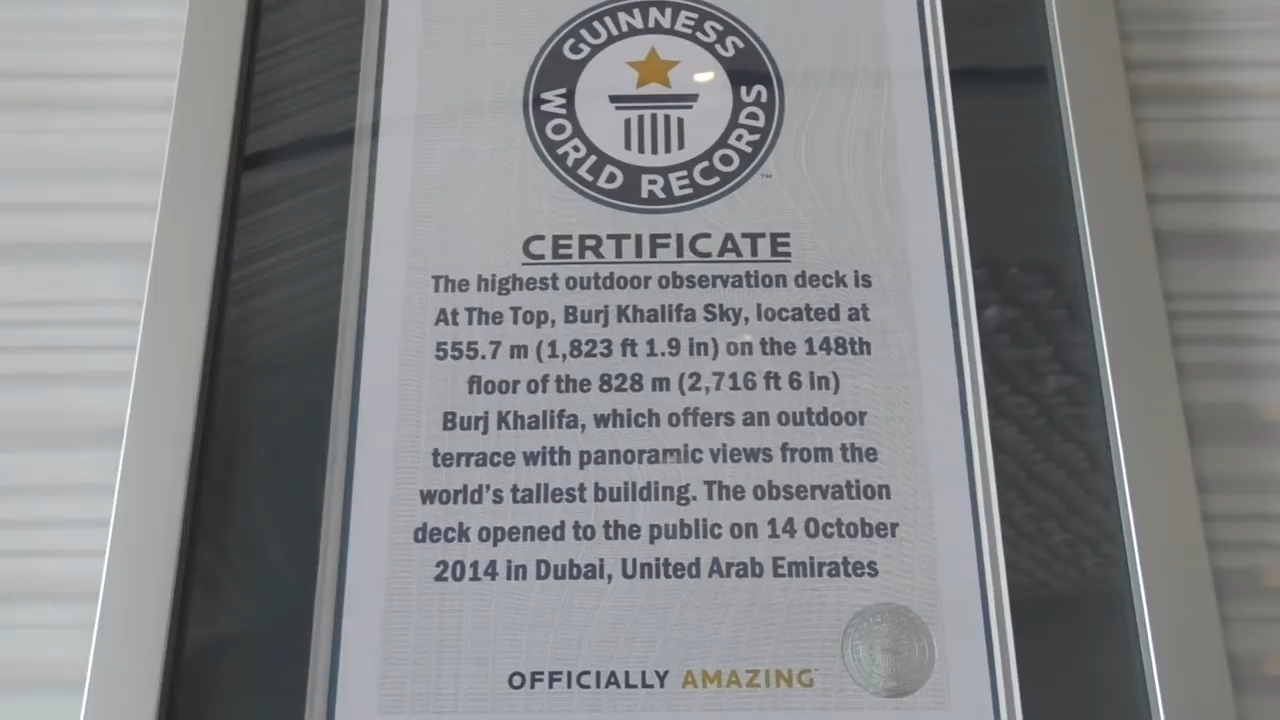 GUINNESS
WORLD RECORDS
™
CERTIFICATE
The highest outdoor observation deck is
At The Top, Burj Khalifa Sky, located at
555.7 m (1,823 ft 1.9 in) on the 148th
floor of the 828 m (2,716 ft 6 in)
Burj Khalifa, which offers an outdoor
terrace with panoramic views from the
world's tallest building. The observation
deck opened to the public on 14 October
2014 in Dubai, United Arab Emirates
OFFICIALLY AMAZING